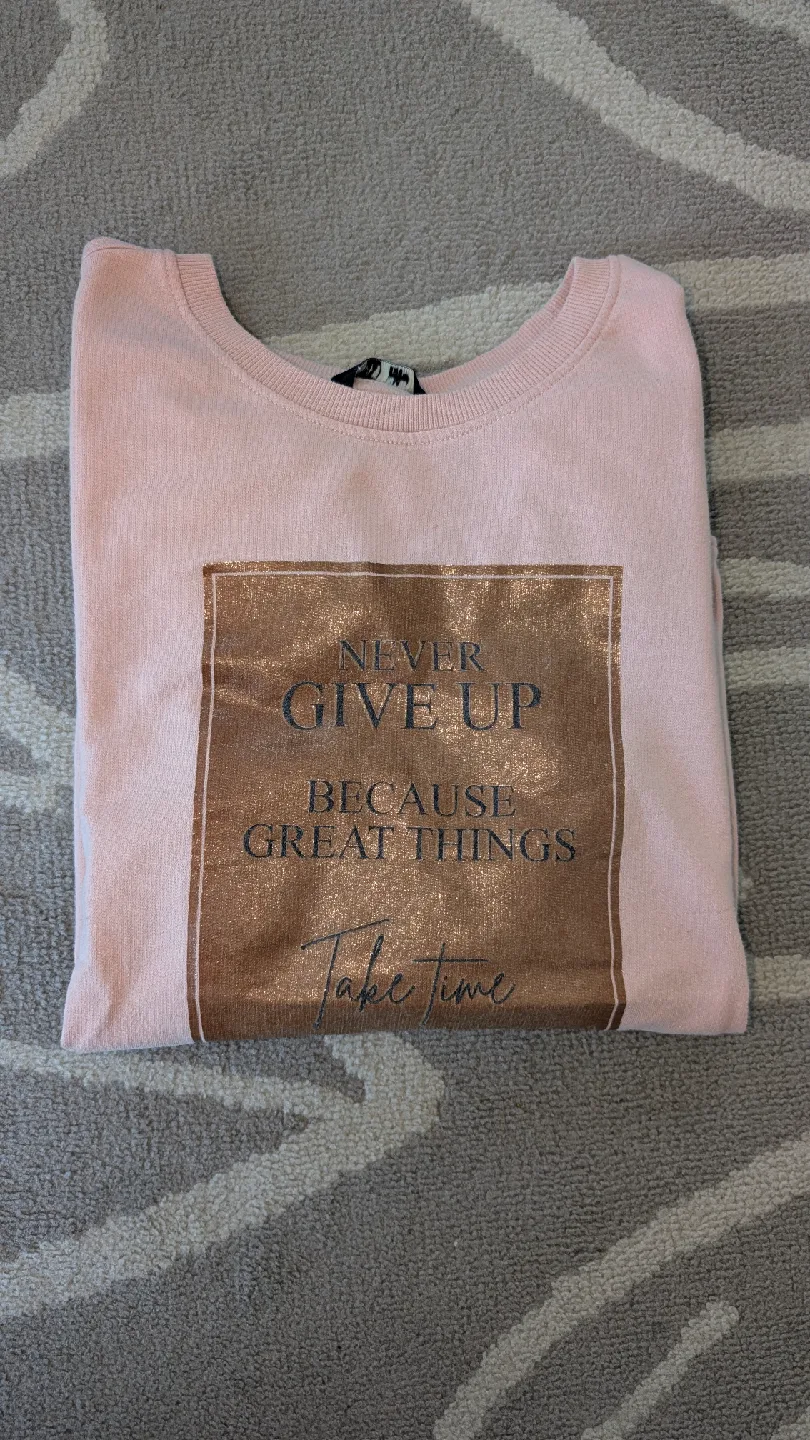 NEVER
GIVE UP
BECAUSE
GREAT THINGS
Take Time